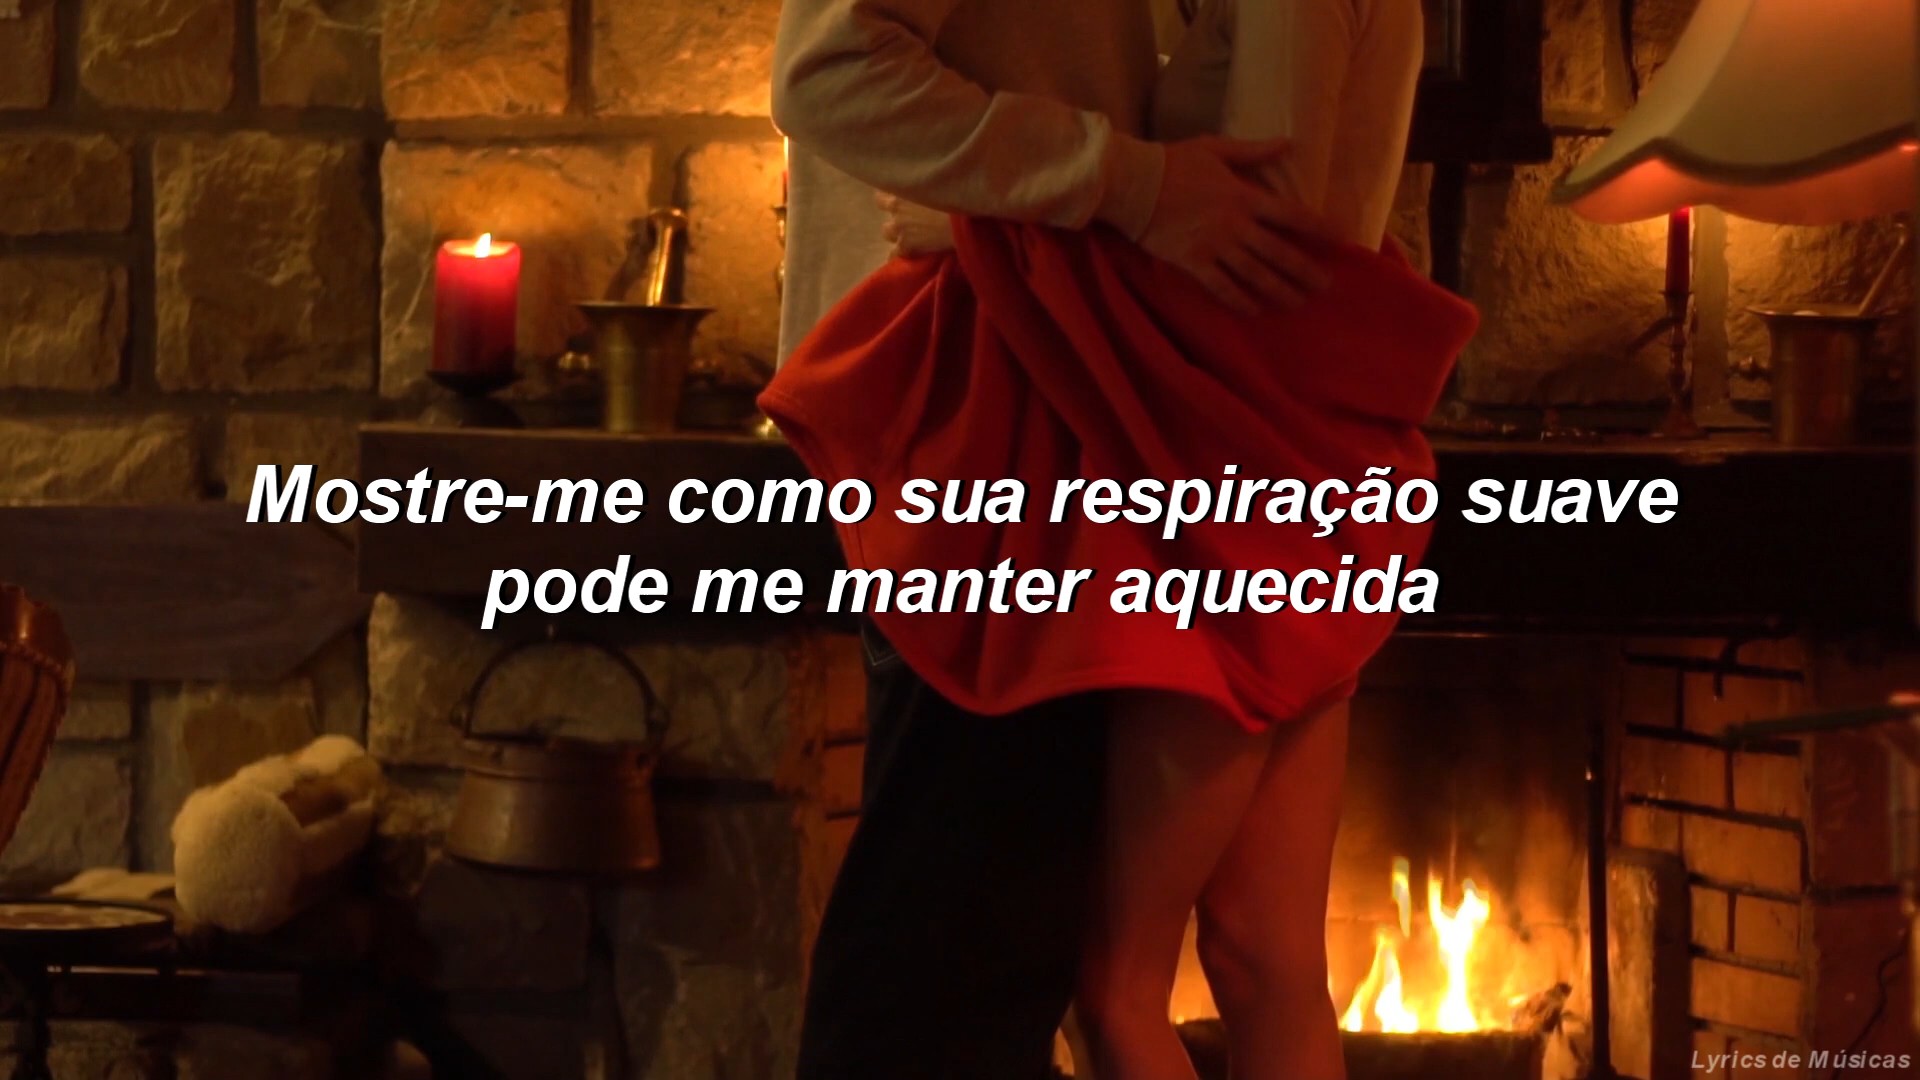 Mostre-me como sua respiração suave
pode me manter aquecida
Lyrics de Músicas